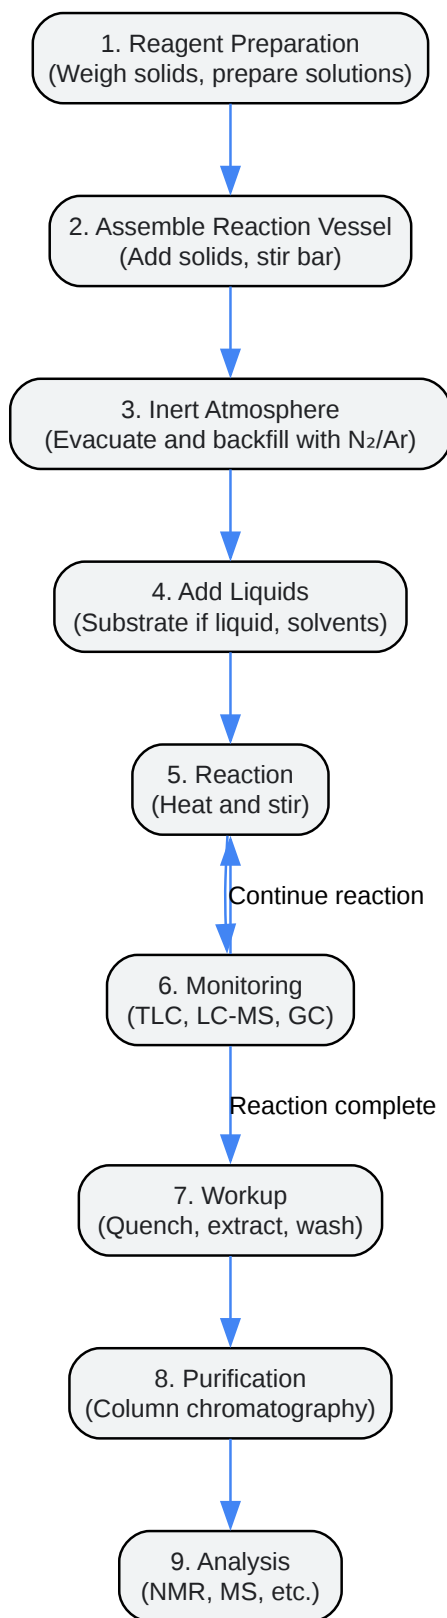 1. Reagent Preparation
(Weigh solids, prepare solutions)
2. Assemble Reaction Vessel
(Add solids, stir bar)
3. Inert Atmosphere
(Evacuate and backfill with N₂/Ar)
4. Add Liquids
(Substrate if liquid, solvents)
5. Reaction
(Heat and stir)
Continue reaction
6. Monitoring
(TLC, LC-MS, GC)
Reaction complete
7. Workup
(Quench, extract, wash)
8. Purification
(Column chromatography)
9. Analysis
(NMR, MS, etc.)